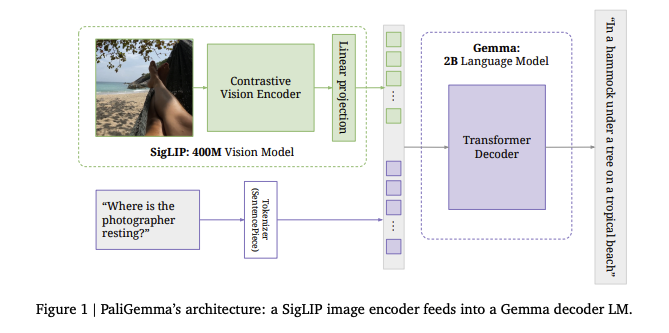 Contrastive
Vision Encoder
Linear projection
SigLIP: 400M Vision Model
“Where is the
photographer
resting?”
Tokenizer
(SentencePiece)
⋮
⋮
Gemma:
2B Language Model
Transformer
Decoder
“In a hammock under a tree on a tropical beach”
Figure 1 | PaliGemma’s architecture: a SigLIP image encoder feeds into a Gemma decoder LM.